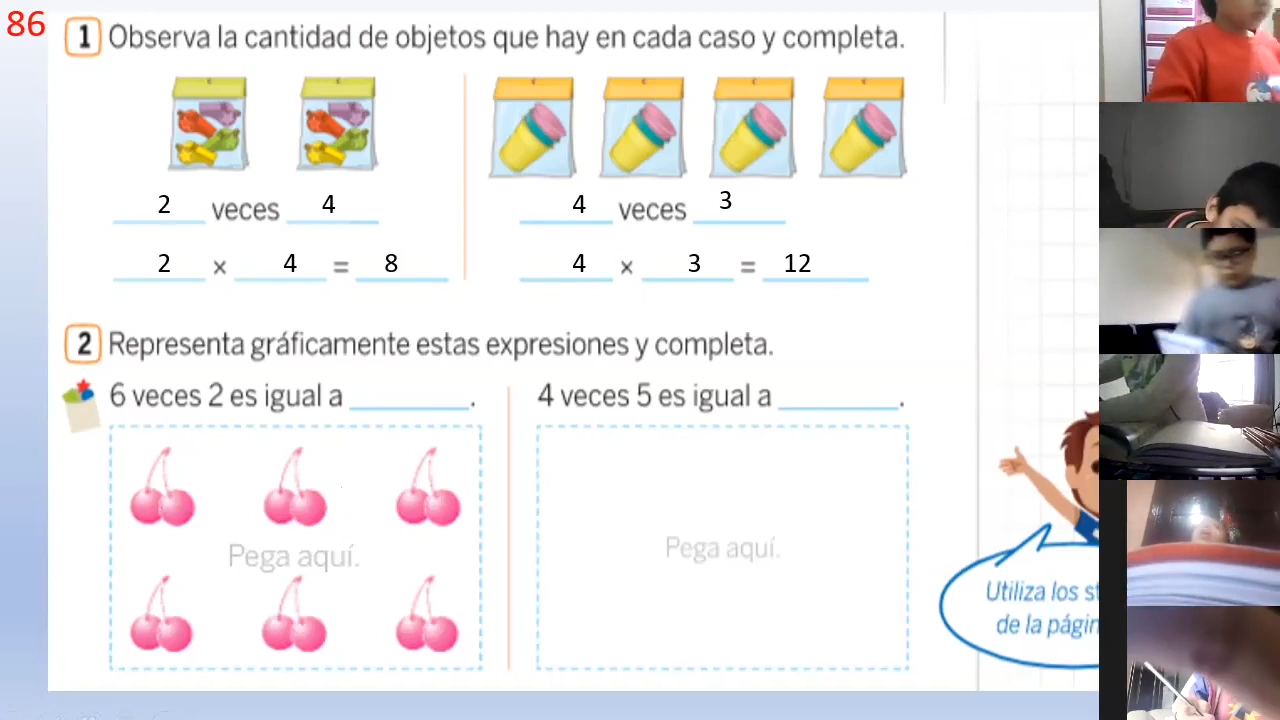 86
1 Observa la cantidad de objetos que hay en cada caso y completa.
2 veces 4
4 veces 3
2 × 4 = 8
4 × 3 = 12
2 Representa gráficamente estas expresiones y completa.
6 veces 2 es igual a ________.
4 veces 5 es igual a ________.
Pega aquí.
Pega aquí.
Utiliza los st
de la págin